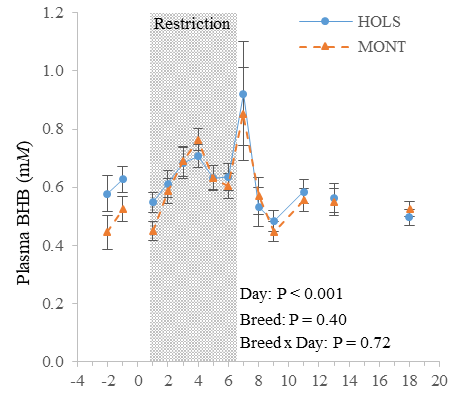 1.2
Restriction
HOLS
MONT
1.0
0.8
0.6
0.4
0.2
0.0
Plasma BHB (mM)
Day: P < 0.001
Breed: P = 0.40
Breed x Day: P = 0.72
-4 -2 0 2 4 6 8 10 12 14 16 18 20